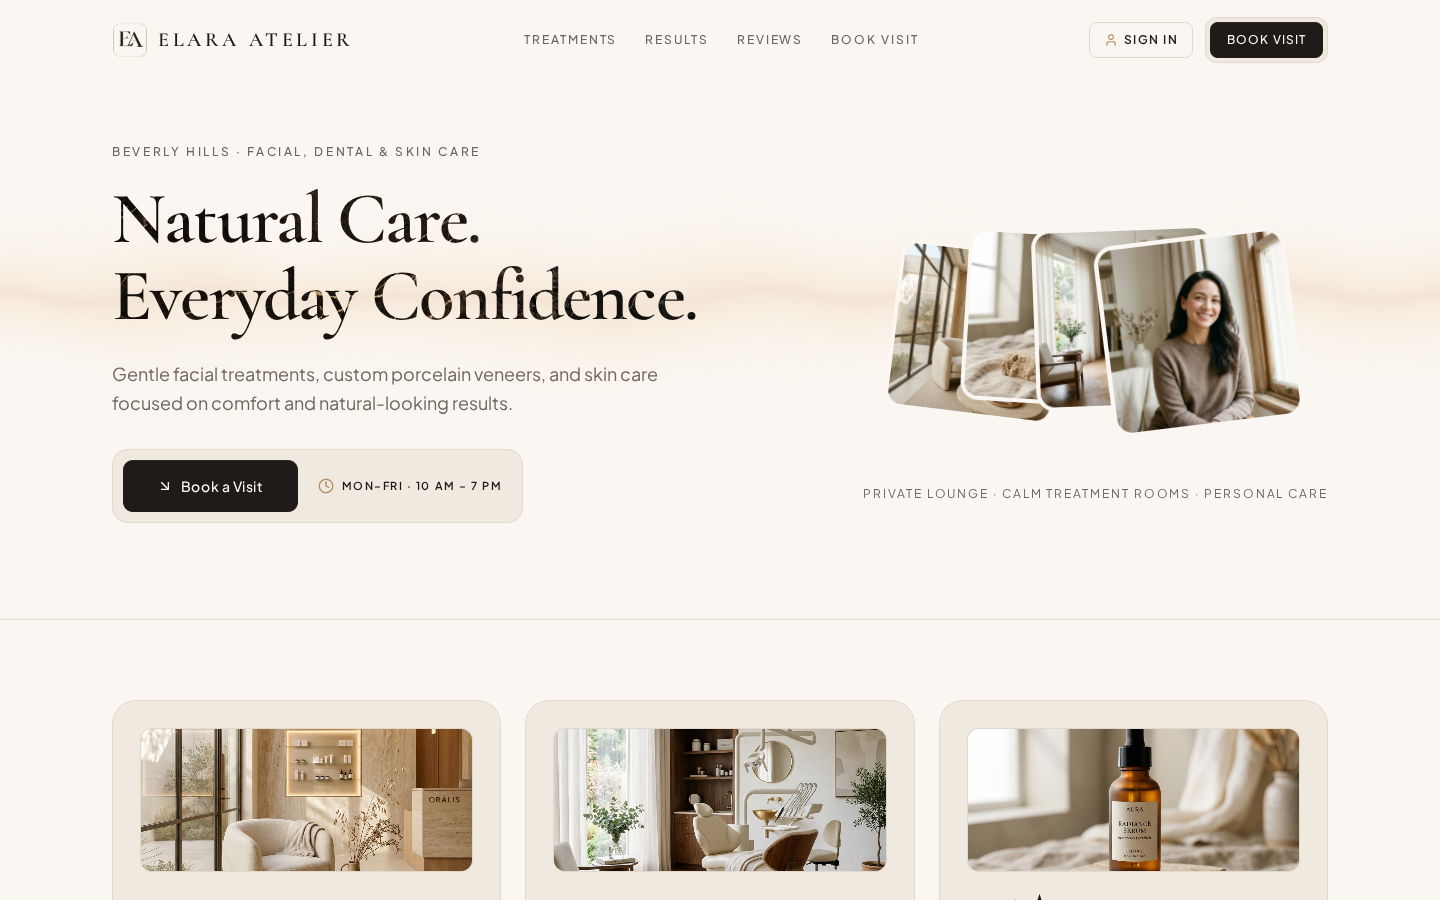 EA ELARA ATELIER
TREATMENTS RESULTS REVIEWS BOOK VISIT
SIGN IN
BOOK VISIT
BEVERLY HILLS · FACIAL, DENTAL & SKIN CARE
Natural Care.
Everyday Confidence.
Gentle facial treatments, custom porcelain veneers, and skin care
focused on comfort and natural-looking results.
Book a Visit
MON–FRI · 10 AM – 7 PM
PRIVATE LOUNGE · CALM TREATMENT ROOMS · PERSONAL CARE
ORALIS
AURA
RADIANCE
SERUM